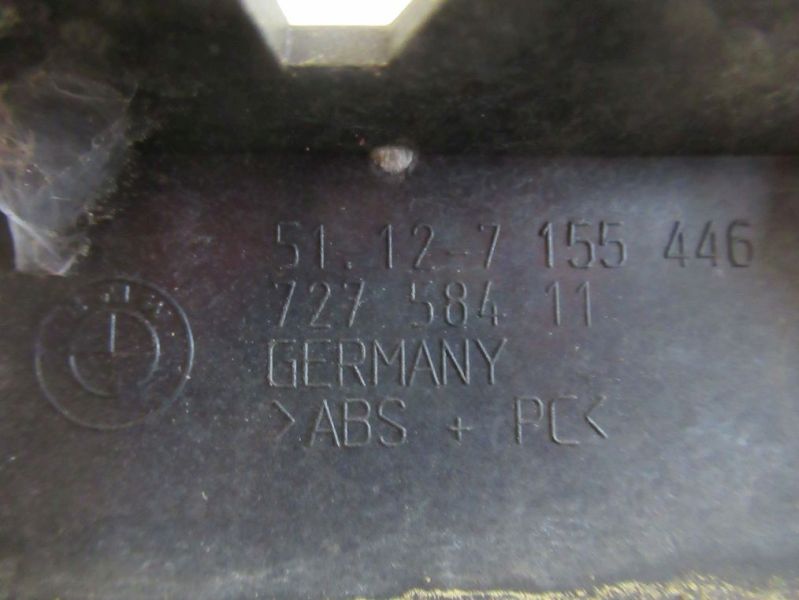 51.12-7 155 446
727 584 11
GERMANY
>ABS + PC<